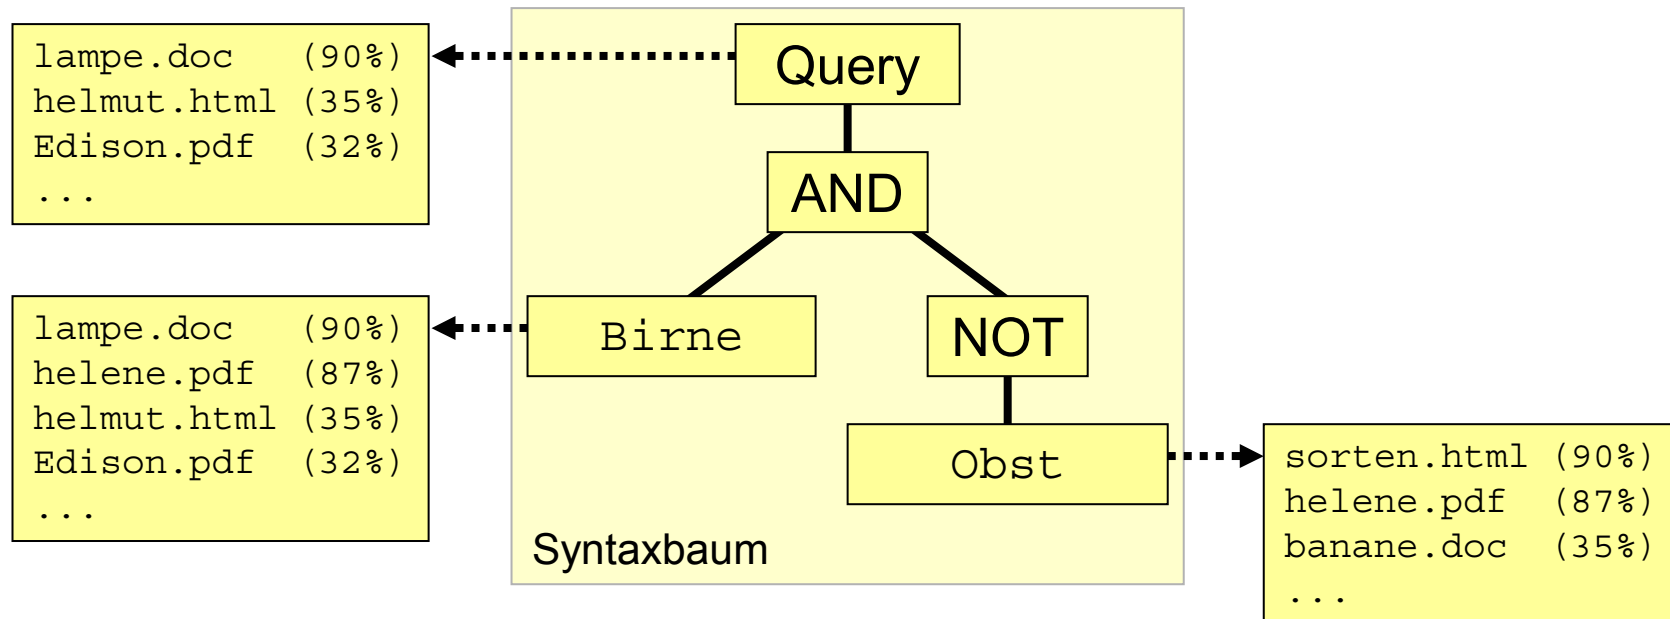 lampe.doc   (90%)
helmut.html (35%)
Edison.pdf  (32%)
...
Query
AND
lampe.doc   (90%)
helene.pdf  (87%)
helmut.html (35%)
Edison.pdf  (32%)
...
Birne
NOT
Obst
sorten.html (90%)
helene.pdf  (87%)
banane.doc  (35%)
...
Syntaxbaum